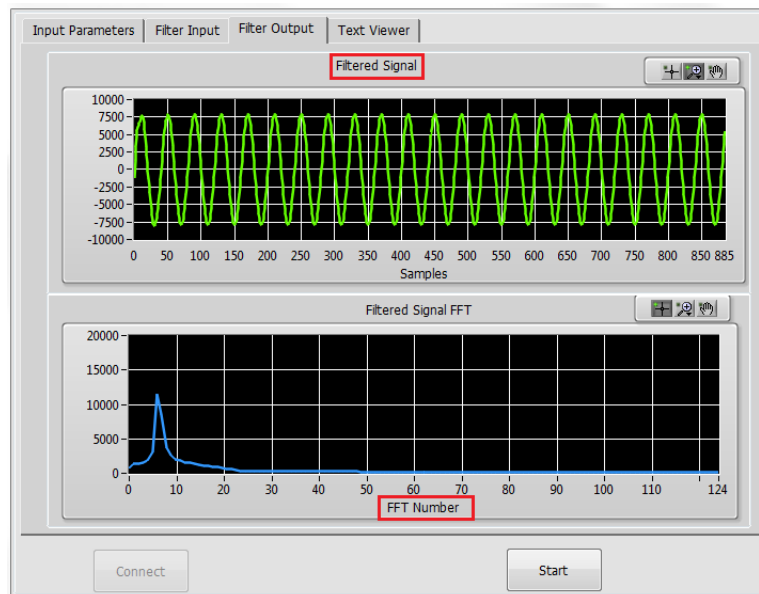 Input Parameters Filter Input Filter Output Text Viewer
Filtered Signal
10000
7500
5000
2500
0
-2500
-5000
-7500
-10000
0 50 100 150 200 250 300 350 400 450 500 550 600 650 700 750 800 850 885
Samples
Filtered Signal FFT
20000
15000
10000
5000
0
0 10 20 30 40 50 60 70 80 90 100 110 124
FFT Number
Connect Start